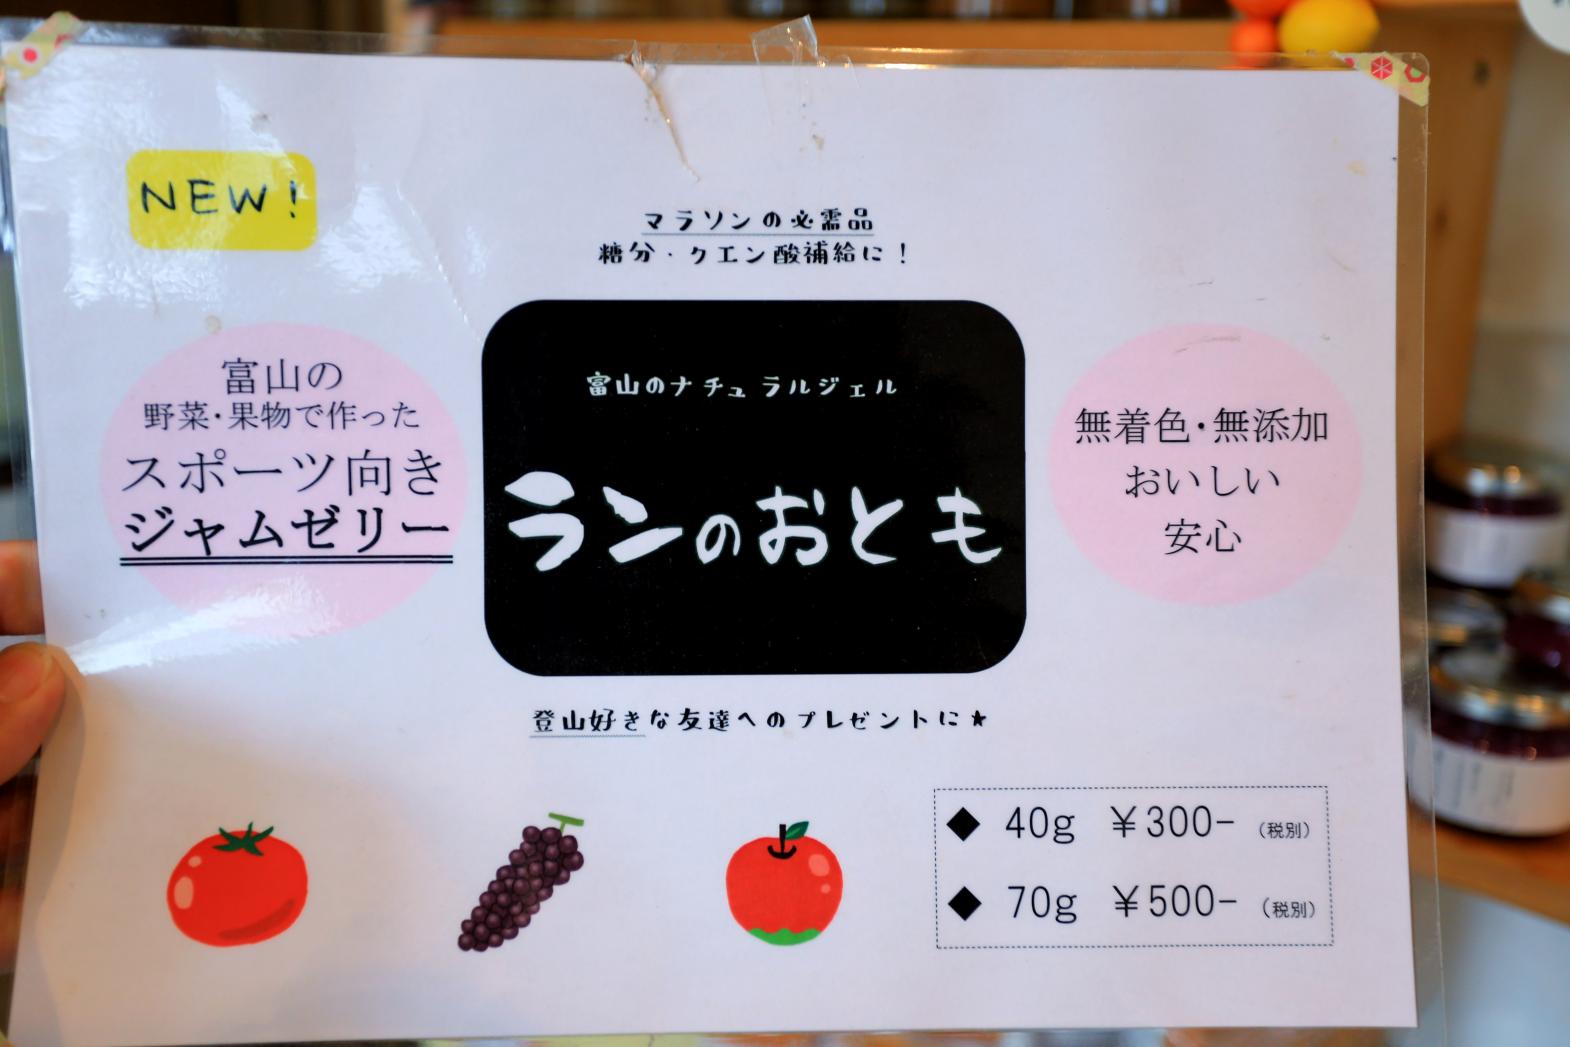 NEW!
マラソンの必需品
糖分・クエン酸補給に！
富山の
野菜・果物で作った
スポーツ向き
ジャムゼリー
富山のナチュラルジェル
ランのおとも
無着色・無添加
おいしい
安心
登山好きな友達へのプレゼントに★
◆ 40g ￥300-（税別）
◆ 70g ￥500-（税別）